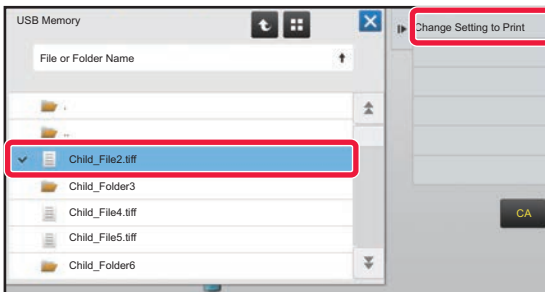 USB Memory
Change Setting to Print
File or Folder Name
.
..
Child_File2.tiff
Child_Folder3
Child_File4.tiff
Child_File5.tiff
CA
Child_Folder6